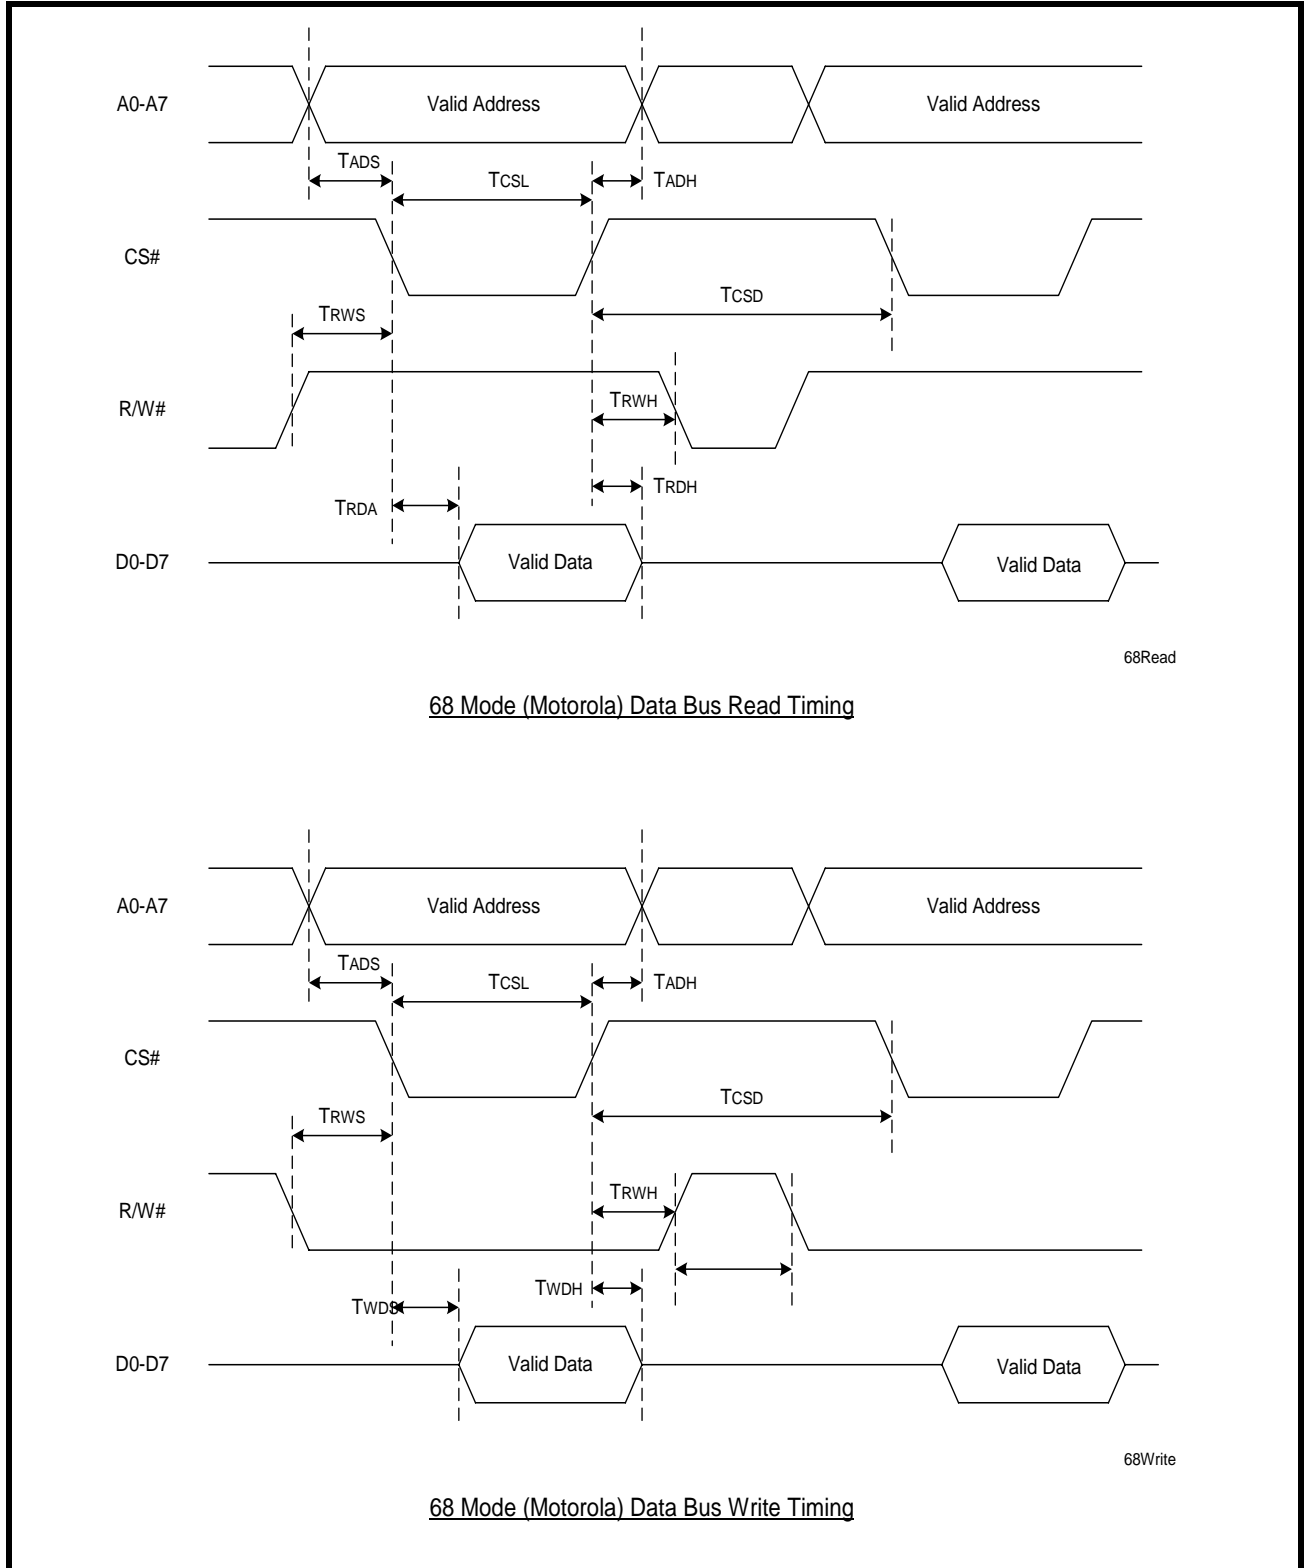 A0-A7
Valid Address
Valid Address
TADS
TCSL
TADH
CS#
TCSD
TRWS
R/W#
TRWH
TRDA
TRDH
D0-D7
Valid Data
Valid Data
68Read
68 Mode (Motorola) Data Bus Read Timing
A0-A7
Valid Address
Valid Address
TADS
TCSL
TADH
CS#
TCSD
TRWS
R/W#
TRWH
TWDS
TWDH
D0-D7
Valid Data
Valid Data
68Write
68 Mode (Motorola) Data Bus Write Timing